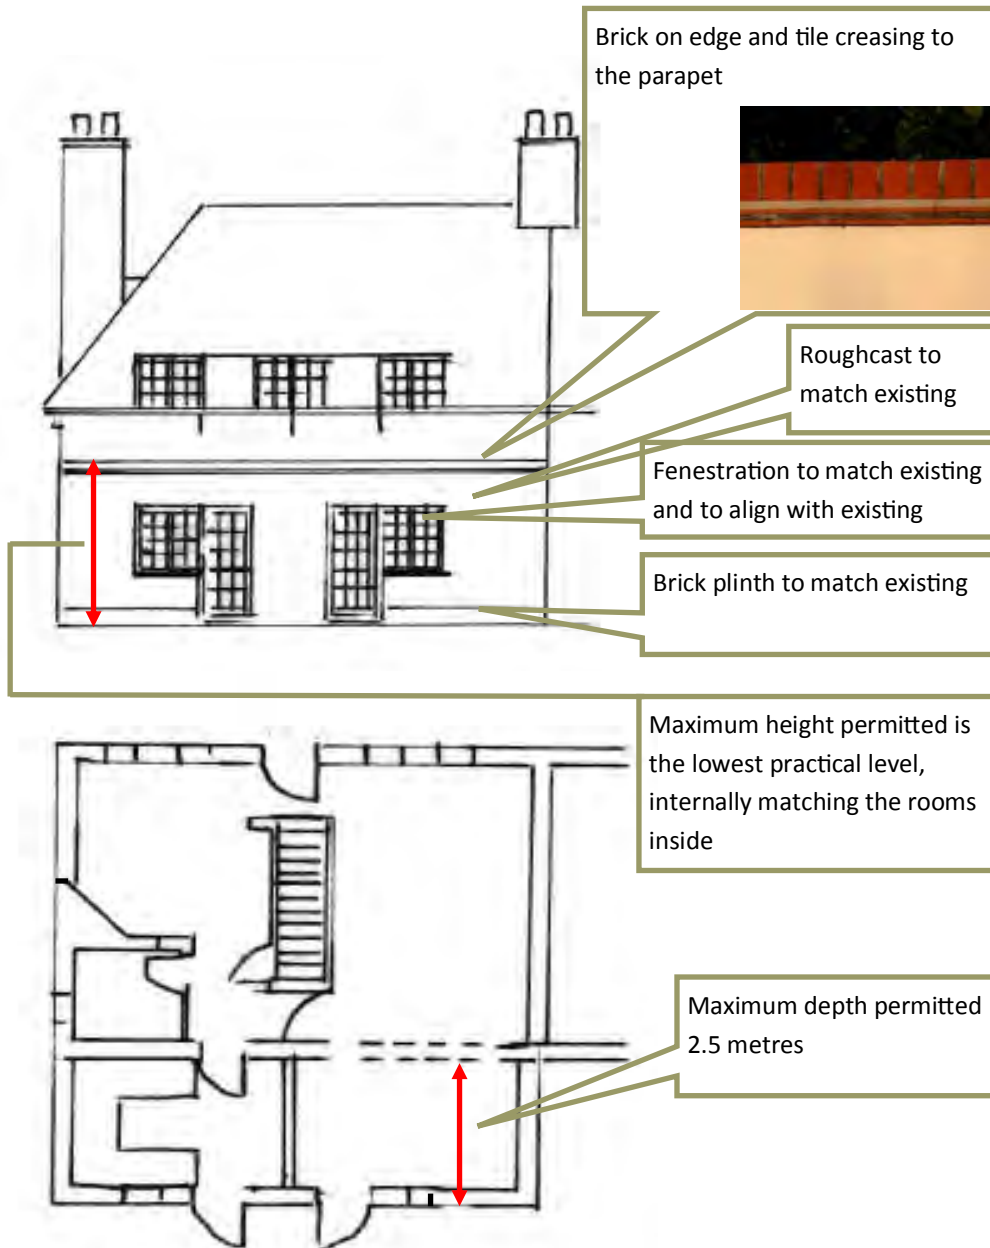 Brick on edge and tile creasing to
the parapet
Roughcast to
match existing
Fenestration to match existing
and to align with existing
Brick plinth to match existing
Maximum height permitted is
the lowest practical level,
internally matching the rooms
inside
Maximum depth permitted
2.5 metres